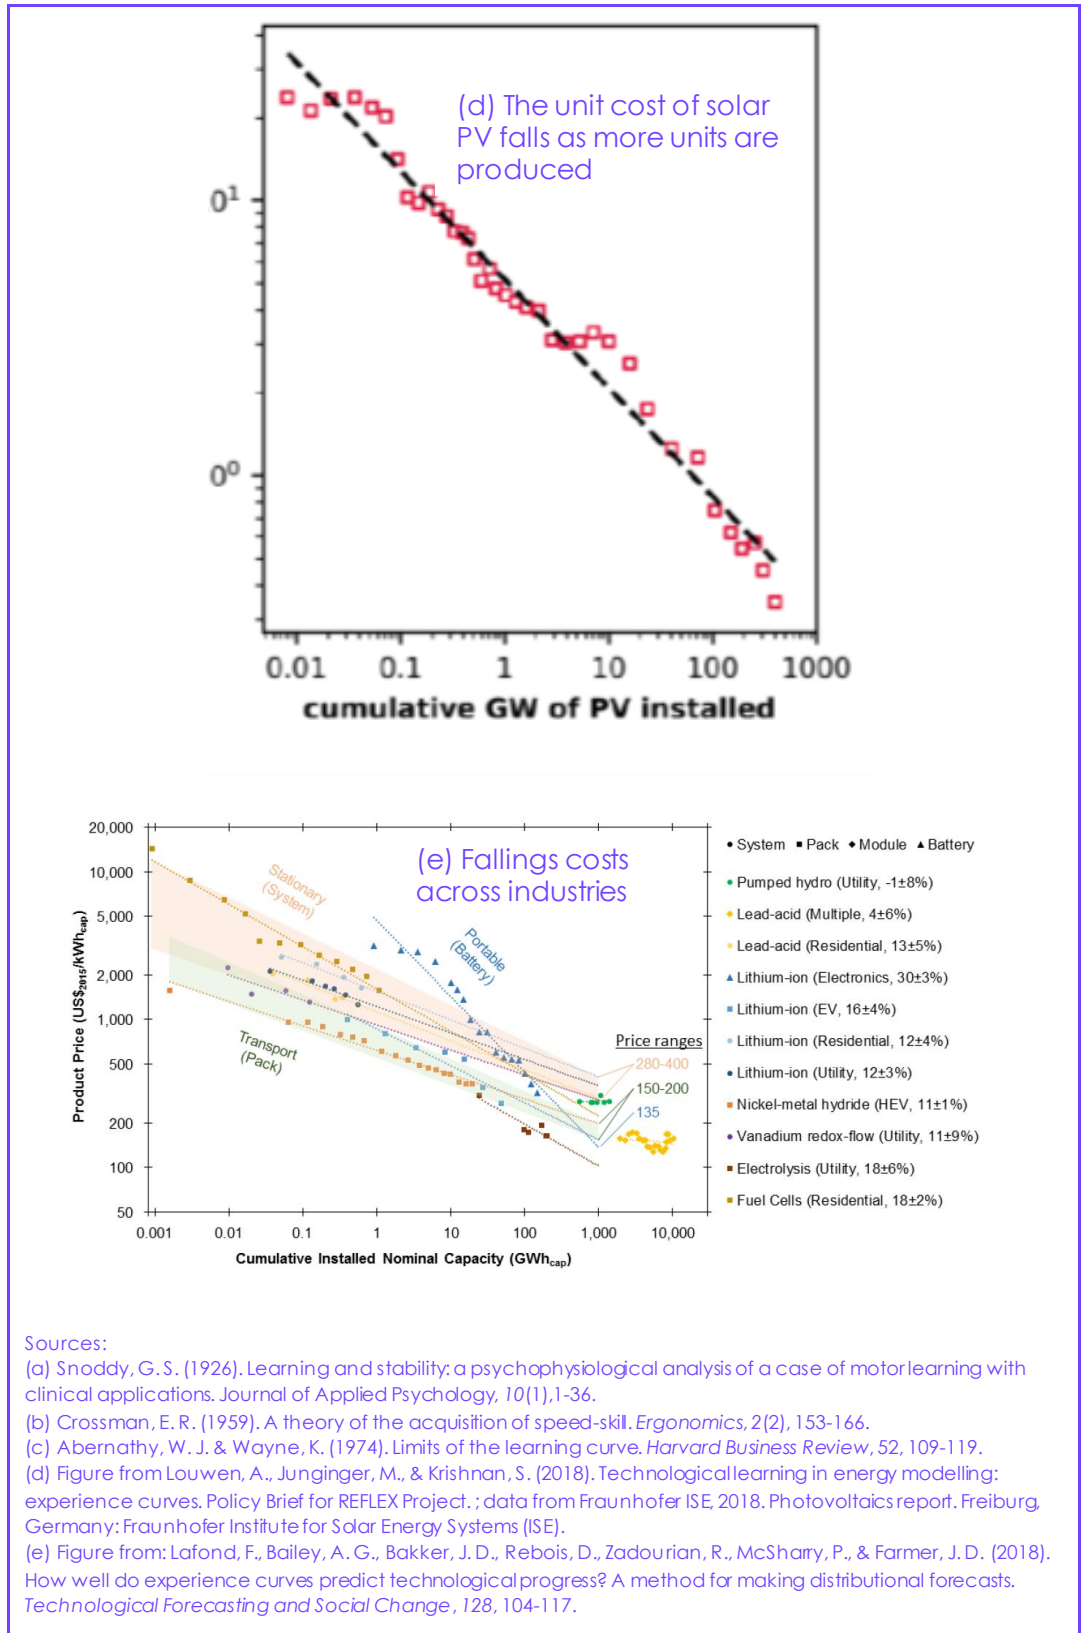 (d) The unit cost of solar
PV falls as more units are
produced
0¹
0⁰
0.01 0.1 1 10 100 1000
cumulative GW of PV installed
(e) Fallings costs
across industries
Product Price (US$2015/kWhcap)
20,000
10,000
5,000
2,000
1,000
500
200
100
50
Stationary
(System)
Portable
(Battery)
Transport
(Pack)
Price ranges
280-400
150-200
135
0.001 0.01 0.1 1 10 100 1,000 10,000
Cumulative Installed Nominal Capacity (GWhcap)
System Pack Module Battery
Pumped hydro (Utility, -1±8%)
Lead-acid (Multiple, 4±6%)
Lead-acid (Residential, 13±5%)
Lithium-ion (Electronics, 30±3%)
Lithium-ion (EV, 16±4%)
Lithium-ion (Residential, 12±4%)
Lithium-ion (Utility, 12±3%)
Nickel-metal hydride (HEV, 11±1%)
Vanadium redox-flow (Utility, 11±9%)
Electrolysis (Utility, 18±6%)
Fuel Cells (Residential, 18±2%)
Sources:
(a) Snoddy, G. S. (1926). Learning and stability: a psychophysiological analysis of a case of motor learning with
clinical applications. Journal of Applied Psychology, 10(1),1-36.
(b) Crossman, E. R. (1959). A theory of the acquisition of speed-skill. Ergonomics, 2(2), 153-166.
(c) Abernathy, W. J. & Wayne, K. (1974). Limits of the learning curve. Harvard Business Review, 52, 109-119.
(d) Figure from Louwen, A., Junginger, M., & Krishnan, S. (2018). Technological learning in energy modelling:
experience curves. Policy Brief for REFLEX Project. ; data from Fraunhofer ISE, 2018. Photovoltaics report. Freiburg,
Germany: Fraunhofer Institute for Solar Energy Systems (ISE).
(e) Figure from: Lafond, F., Bailey, A. G., Bakker, J. D., Rebois, D., Zadourian, R., McSharry, P., & Farmer, J. D. (2018).
How well do experience curves predict technological progress? A method for making distributional forecasts.
Technological Forecasting and Social Change, 128, 104-117.